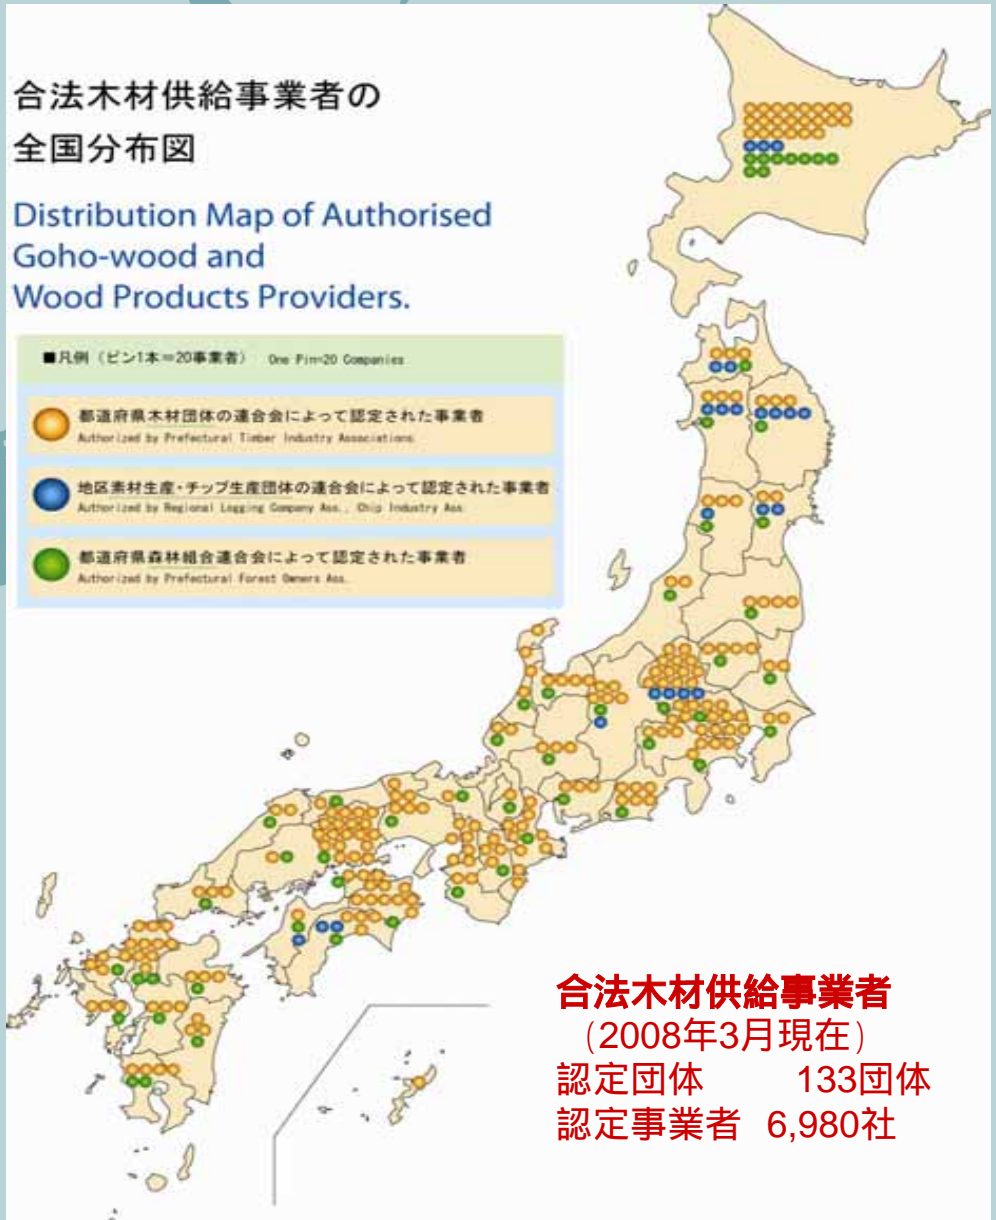 合法木材供給事業者の
全国分布図
Distribution Map of Authorised
Goho-wood and
Wood Products Providers.
■凡例（ピン1本＝20事業者） One Pin=20 Companies
都道府県木材団体の連合会によって認定された事業者
Authorized by Prefectural Timber Industry Associations.
地区素材生産・チップ生産団体の連合会によって認定された事業者
Authorized by Regional Logging Company Ass., Chip Industry Ass.
都道府県森林組合連合会によって認定された事業者
Authorized by Prefectural Forest Owners Ass.
合法木材供給事業者
（2008年3月現在）
認定団体 133団体
認定事業者 6,980社